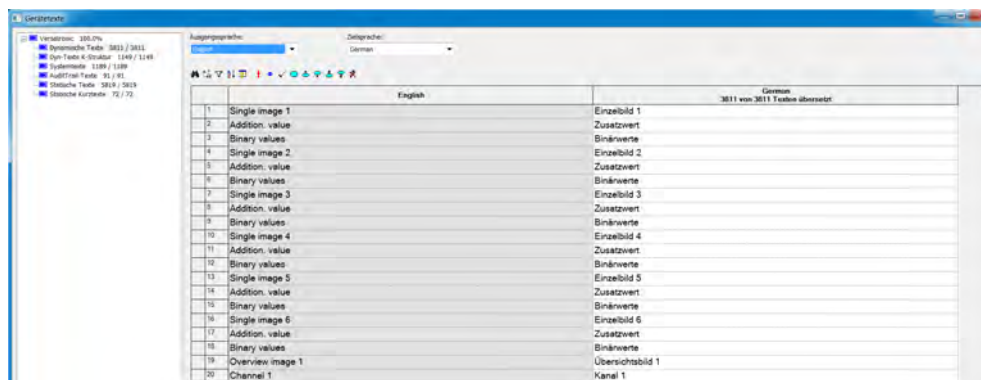 Gerätetexte
Versatronic 100.0%
Dynamische Texte 3811 / 3811
Dyn-Texte K-Struktur 1149 / 1149
Systemtexte 1189 / 1189
AuditTrail-Texte 91 / 91
Statische Texte 5819 / 5819
Statische Kurztexte 72 / 72
Ausgangssprache: Zielsprache:
English German
English German
3811 von 3811 Texten übersetzt
1 Single image 1 Einzelbild 1
2 Addition. value Zusatzwert
3 Binary values Binärwerte
4 Single image 2 Einzelbild 2
5 Addition. value Zusatzwert
6 Binary values Binärwerte
7 Single image 3 Einzelbild 3
8 Addition. value Zusatzwert
9 Binary values Binärwerte
10 Single image 4 Einzelbild 4
11 Addition. value Zusatzwert
12 Binary values Binärwerte
13 Single image 5 Einzelbild 5
14 Addition. value Zusatzwert
15 Binary values Binärwerte
16 Single image 6 Einzelbild 6
17 Addition. value Zusatzwert
18 Binary values Binärwerte
19 Overview image 1 Übersichtsbild 1
20 Channel 1 Kanal 1